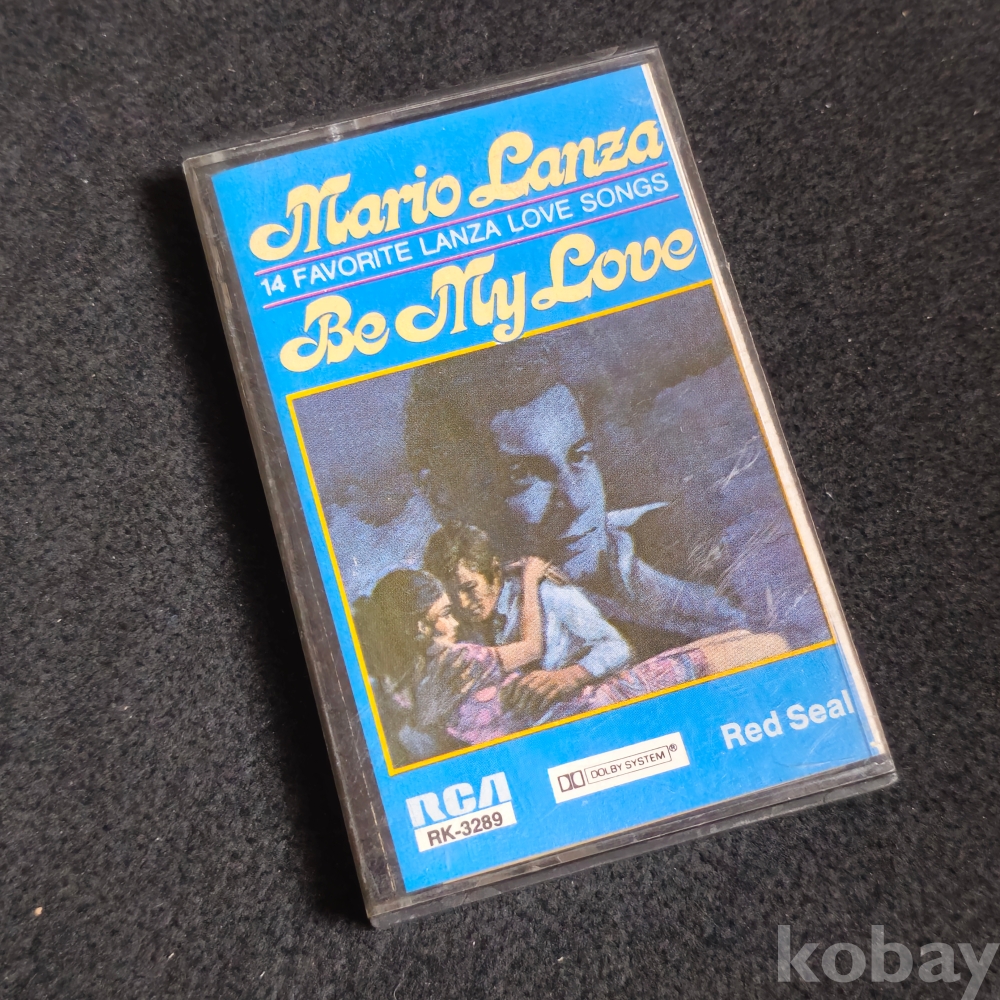 Mario Lanza
14 FAVORITE LANZA LOVE SONGS
Be My Love
Red Seal
DOLBY SYSTEM®
RCA
RK-3289
kobay